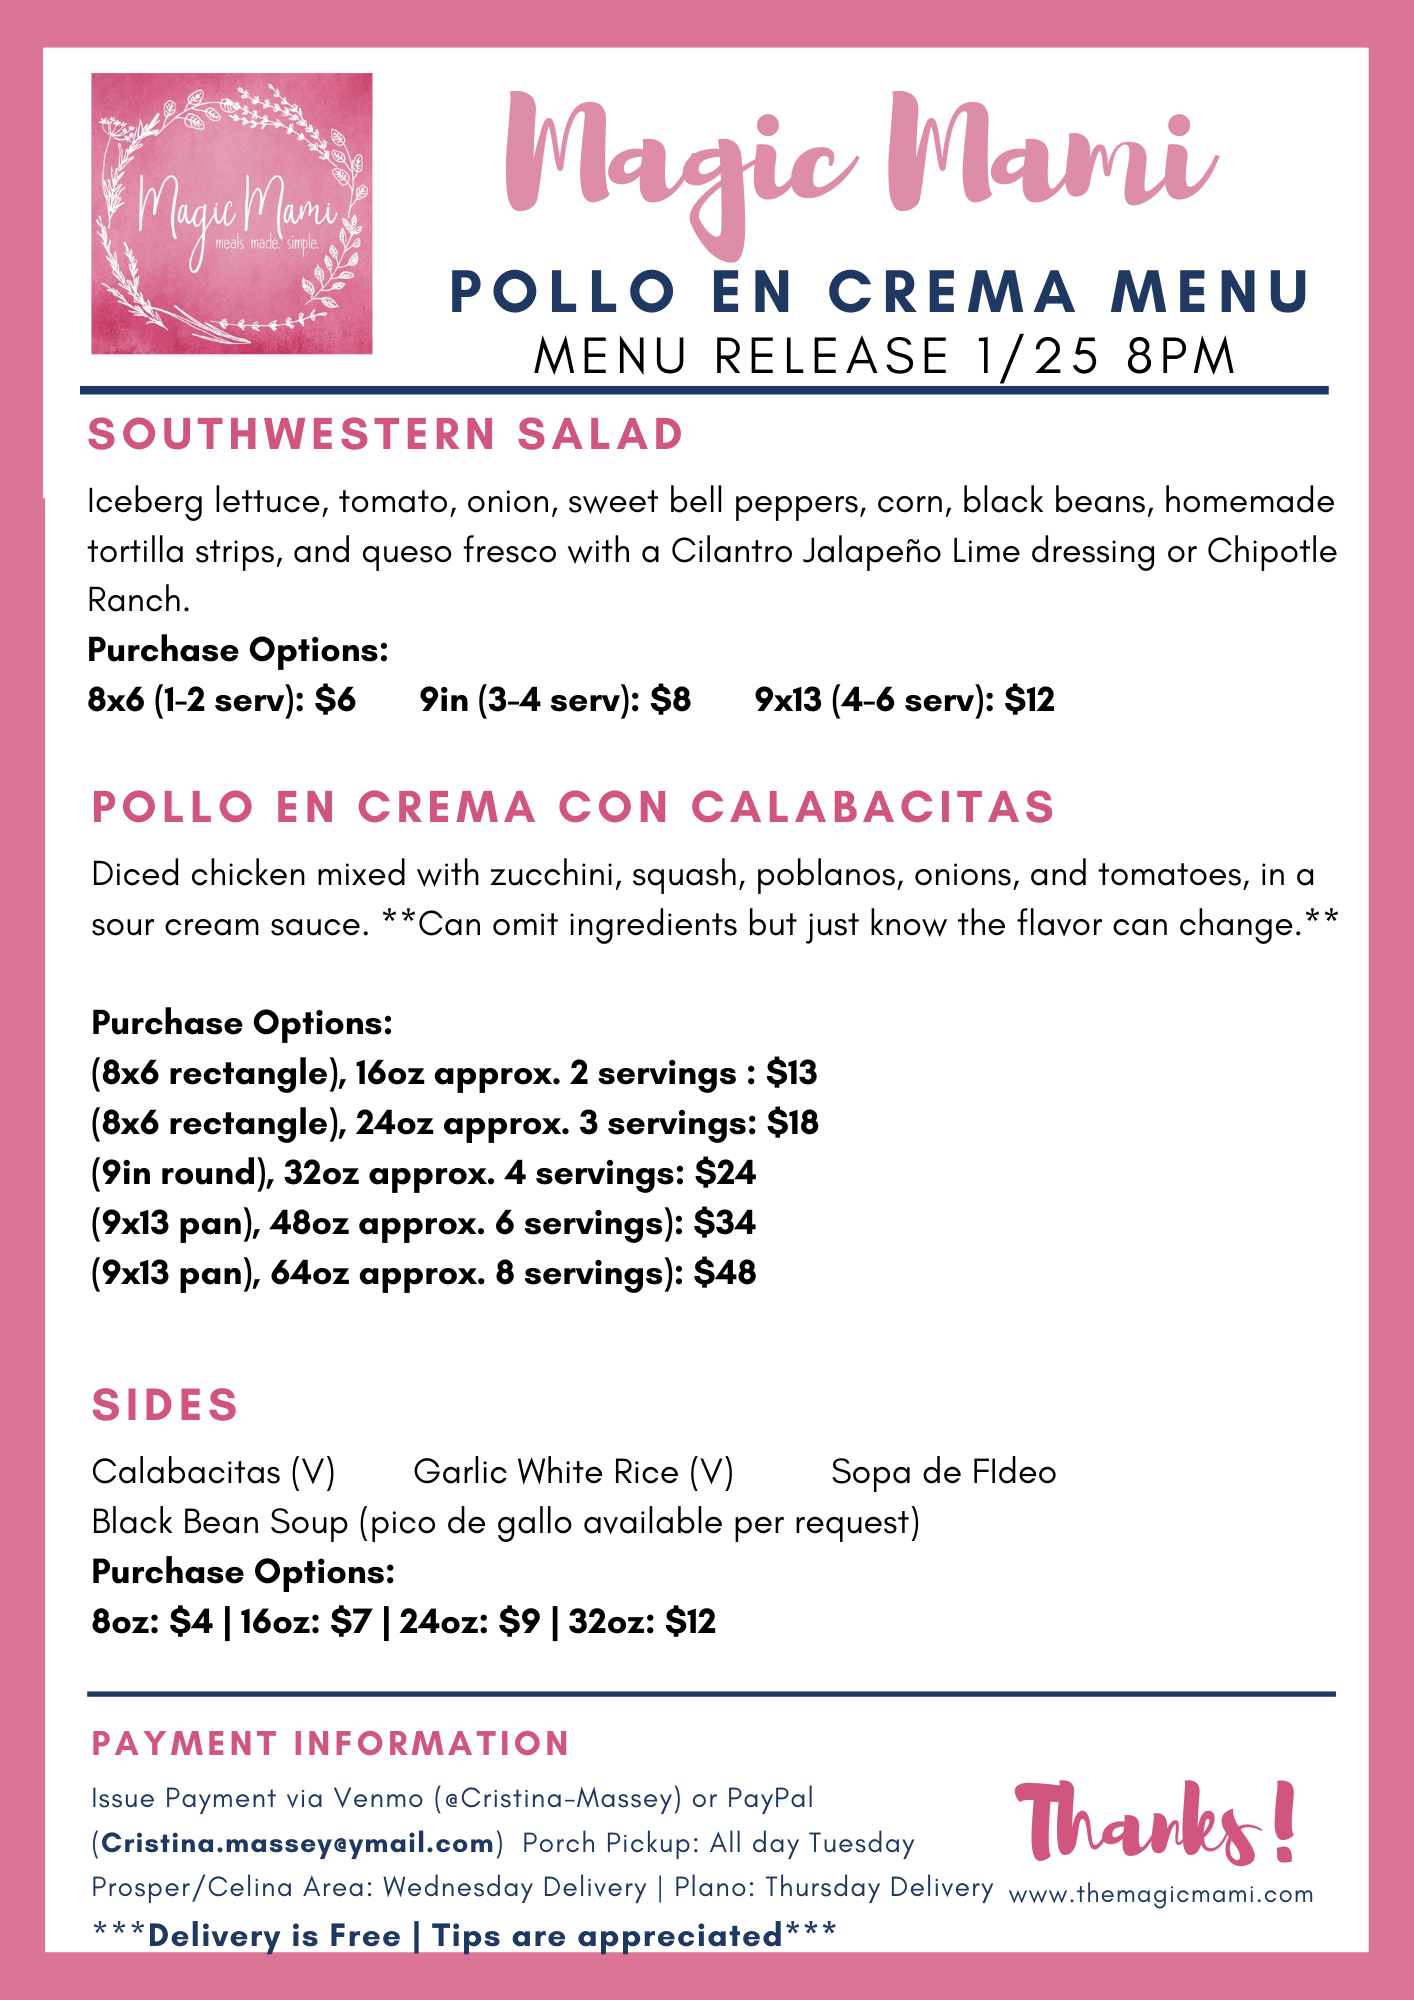 Magic Mami
meals made. simple.
Magic Mami
POLLO EN CREMA MENU
MENU RELEASE 1/25 8PM
SOUTHWESTERN SALAD
Iceberg lettuce, tomato, onion, sweet bell peppers, corn, black beans, homemade
tortilla strips, and queso fresco with a Cilantro Jalapeño Lime dressing or Chipotle
Ranch.
Purchase Options:
8x6 (1-2 serv): $6 9in (3-4 serv): $8 9x13 (4-6 serv): $12
POLLO EN CREMA CON CALABACITAS
Diced chicken mixed with zucchini, squash, poblanos, onions, and tomatoes, in a
sour cream sauce. **Can omit ingredients but just know the flavor can change.**
Purchase Options:
(8x6 rectangle), 16oz approx. 2 servings : $13
(8x6 rectangle), 24oz approx. 3 servings: $18
(9in round), 32oz approx. 4 servings: $24
(9x13 pan), 48oz approx. 6 servings): $34
(9x13 pan), 64oz approx. 8 servings): $48
SIDES
Calabacitas (V) Garlic White Rice (V) Sopa de FIdeo
Black Bean Soup (pico de gallo available per request)
Purchase Options:
8oz: $4 | 16oz: $7 | 24oz: $9 | 32oz: $12
PAYMENT INFORMATION
Issue Payment via Venmo (@Cristina-Massey) or PayPal
(Cristina.massey@ymail.com) Porch Pickup: All day Tuesday
Prosper/Celina Area: Wednesday Delivery | Plano: Thursday Delivery
***Delivery is Free | Tips are appreciated***
Thanks!
www.themagicmami.com